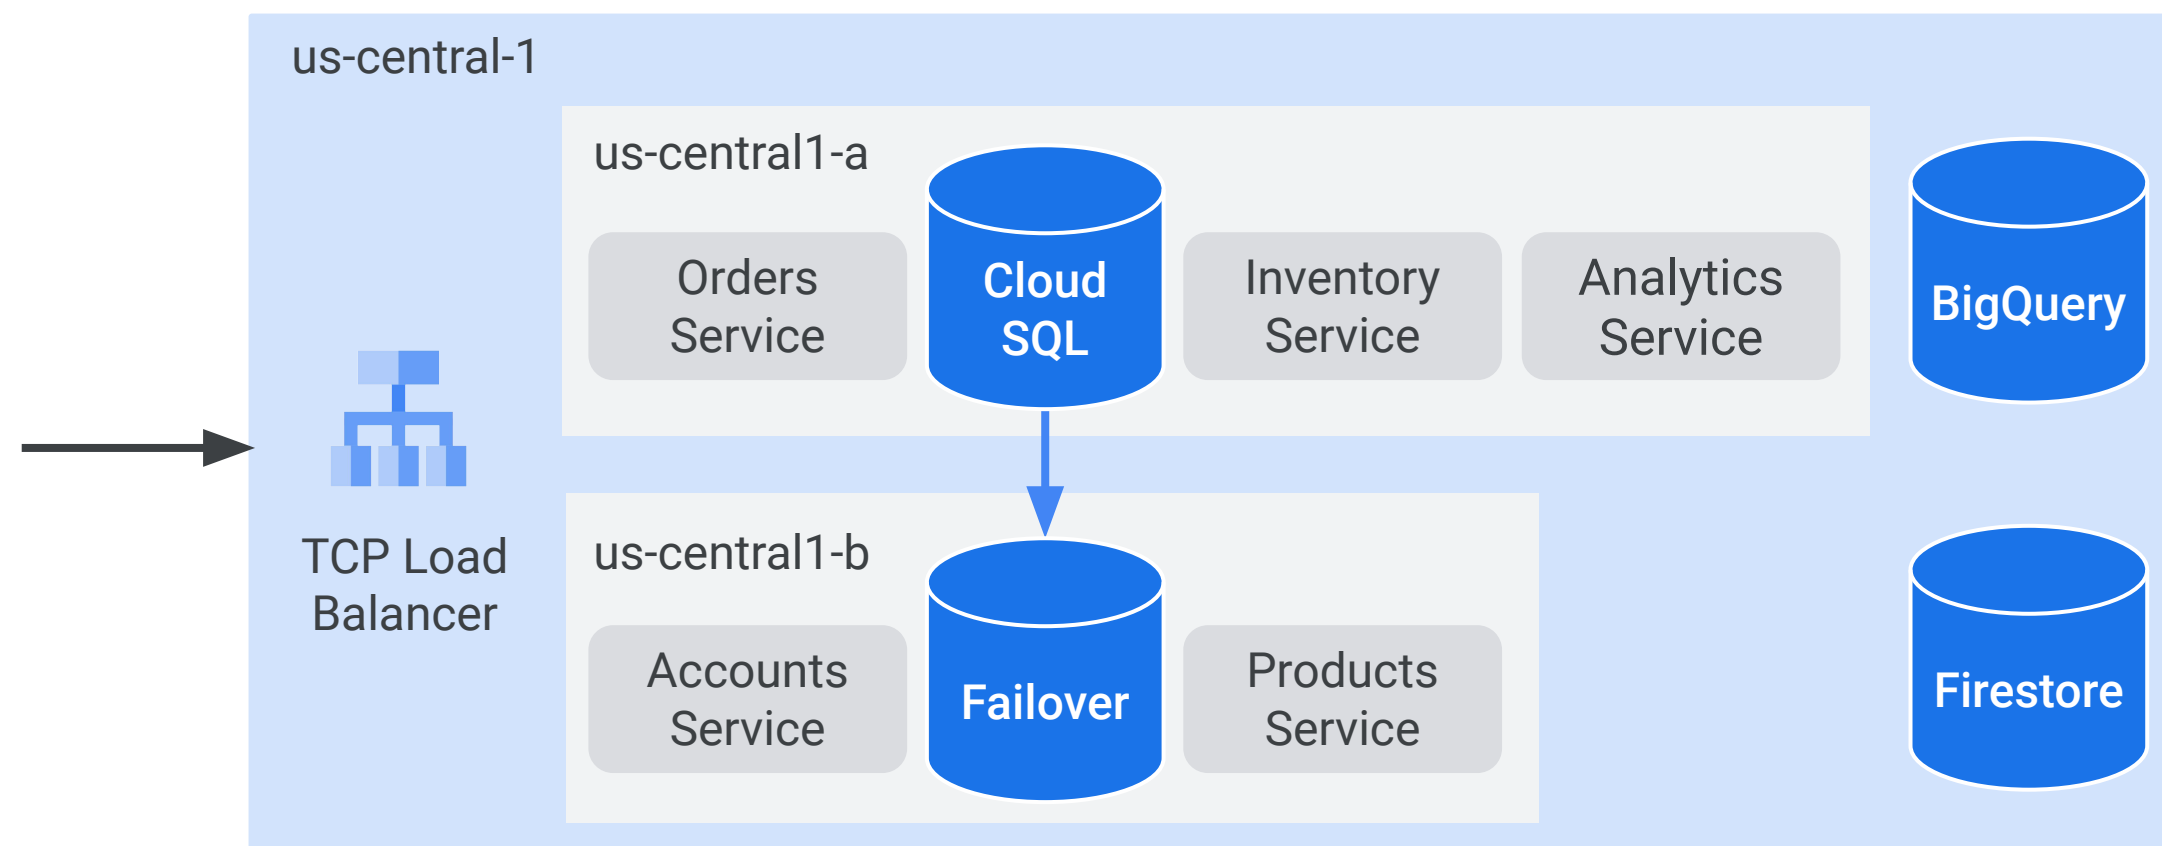 us-central-1
us-central1-a
Orders
Service
Cloud
SQL
Inventory
Service
Analytics
Service
BigQuery
TCP Load
Balancer
us-central1-b
Accounts
Service
Failover
Products
Service
Firestore